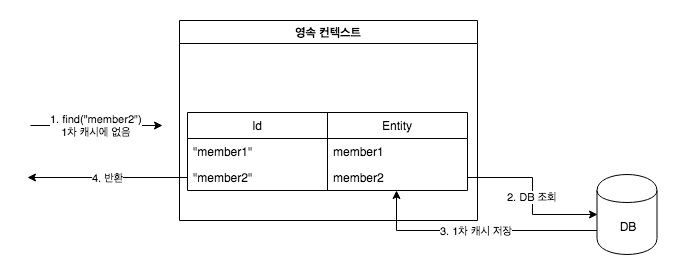 영속 컨텍스트
1. find("member2")
1차 캐시에 없음
Id Entity
"member1" member1
"member2" member2
4. 반환
2. DB 조회
3. 1차 캐시 저장
DB